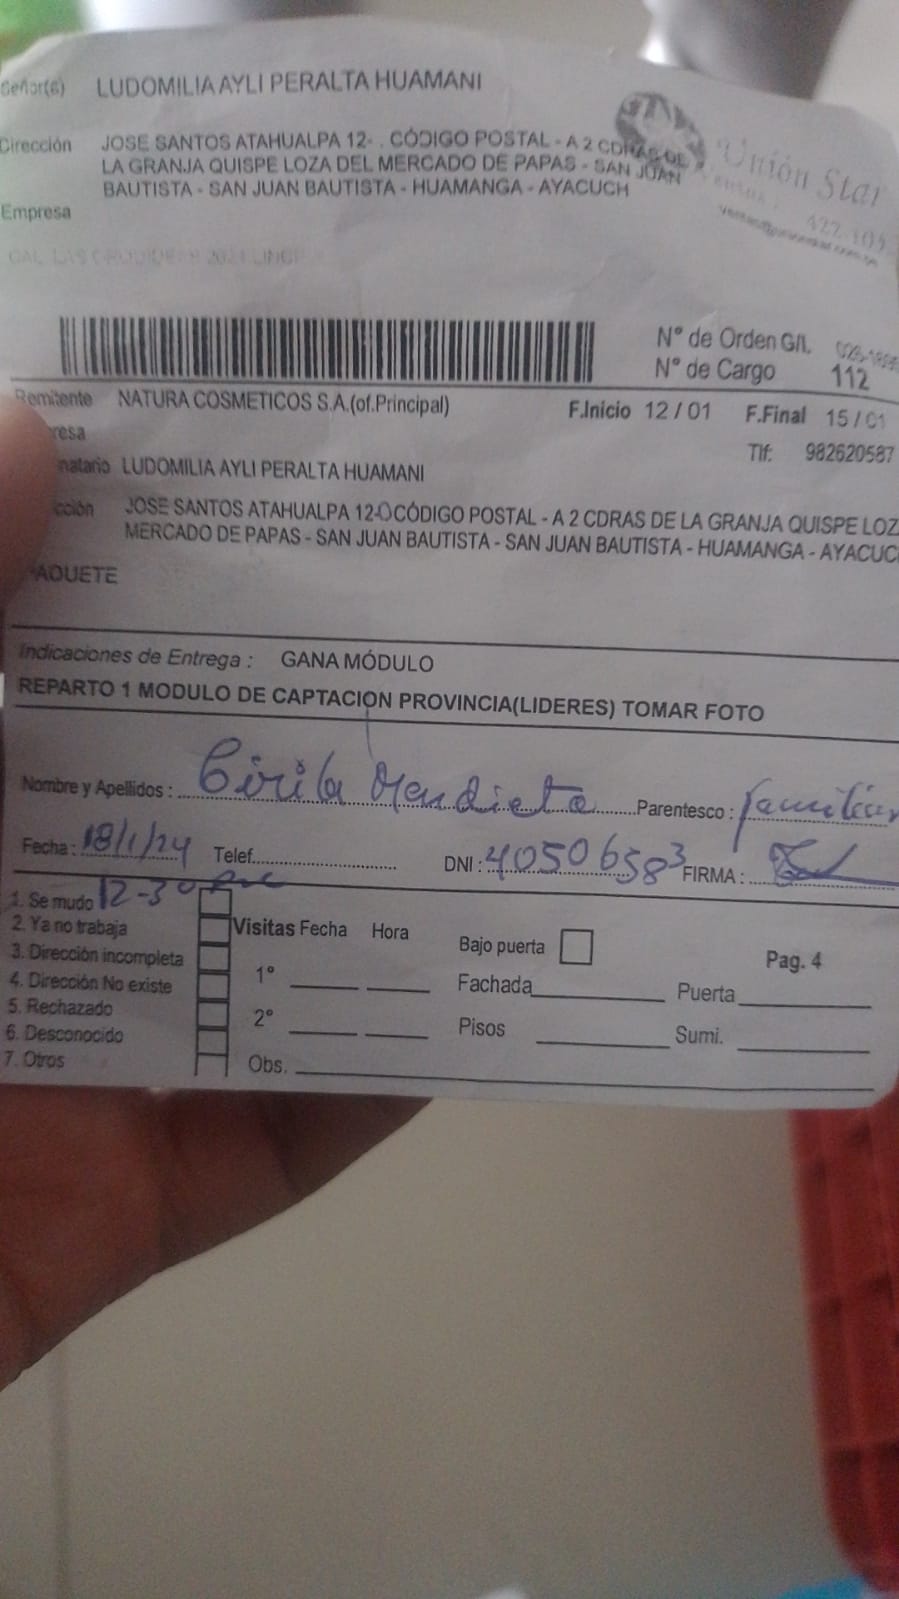 Señor(s) LUDOMILIA AYLI PERALTA HUAMANI
Dirección JOSE SANTOS ATAHUALPA 12- . CÓDIGO POSTAL - A 2 CDRAS DE
LA GRANJA QUISPE LOZA DEL MERCADO DE PAPAS - SAN JUAN
BAUTISTA - SAN JUAN BAUTISTA - HUAMANGA - AYACUCH
Unión Star
Empresa
N° de Orden G/L
N° de Cargo 112
Remitente NATURA COSMETICOS S.A.(of.Principal) F.Inicio 12 / 01 F.Final 15 / 01
resa Tlf: 982620587
natario LUDOMILIA AYLI PERALTA HUAMANI
cción JOSE SANTOS ATAHUALPA 12-0CÓDIGO POSTAL - A 2 CDRAS DE LA GRANJA QUISPE LOZ
MERCADO DE PAPAS - SAN JUAN BAUTISTA - SAN JUAN BAUTISTA - HUAMANGA - AYACUC
AQUETE
Indicaciones de Entrega : GANA MÓDULO
REPARTO 1 MODULO DE CAPTACION PROVINCIA(LIDERES) TOMAR FOTO
Nombre y Apellidos : Cirila Mendieta Parentesco : familiar
Fecha : 18/1/24 Telef. DNI : 40506383 FIRMA :
12-30
1. Se mudo
2. Ya no trabaja
3. Dirección incompleta
4. Dirección No existe
5. Rechazado
6. Desconocido
7. Otros
Visitas Fecha Hora
1°
2°
Obs.
Bajo puerta
Fachada
Pisos
Pag. 4
Puerta
Sumi.